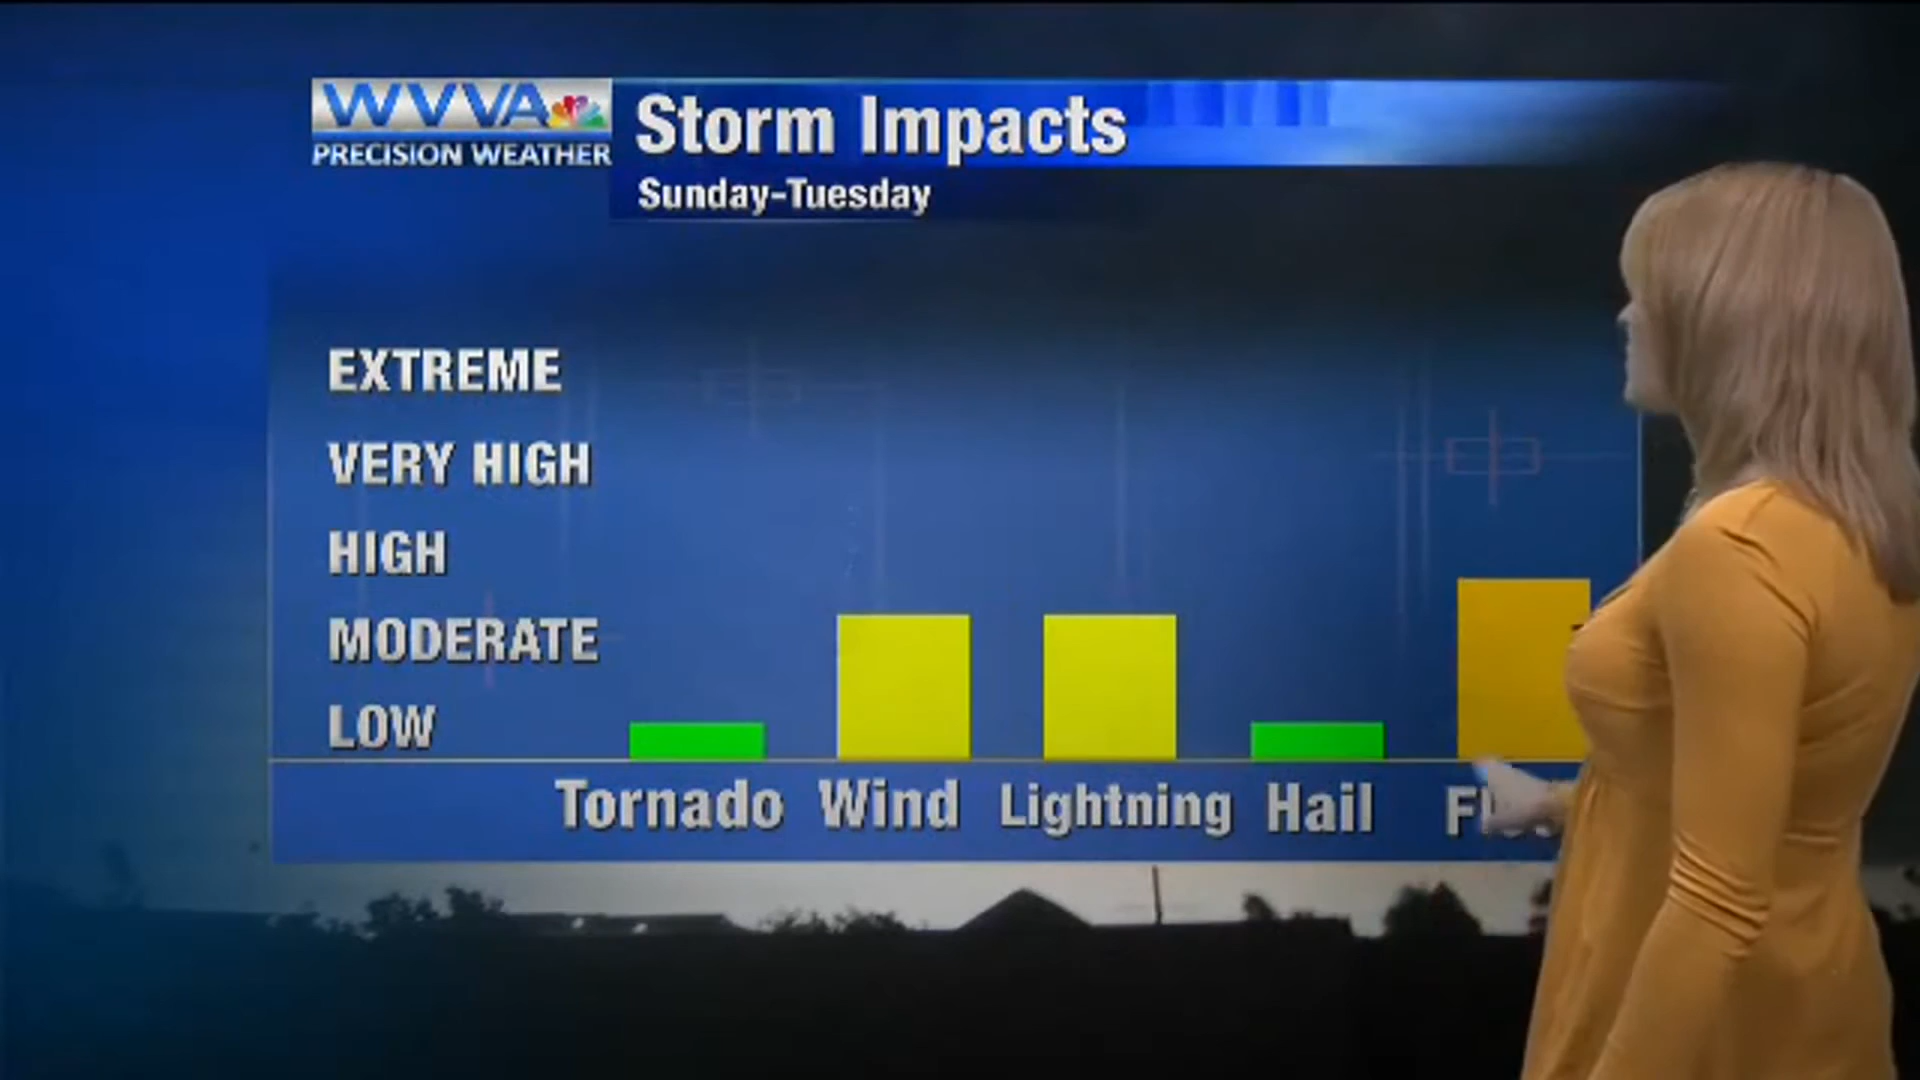 WVVA
PRECISION WEATHER
Storm Impacts
Sunday-Tuesday
EXTREME
VERY HIGH
HIGH
MODERATE
LOW
Tornado Wind Lightning Hail